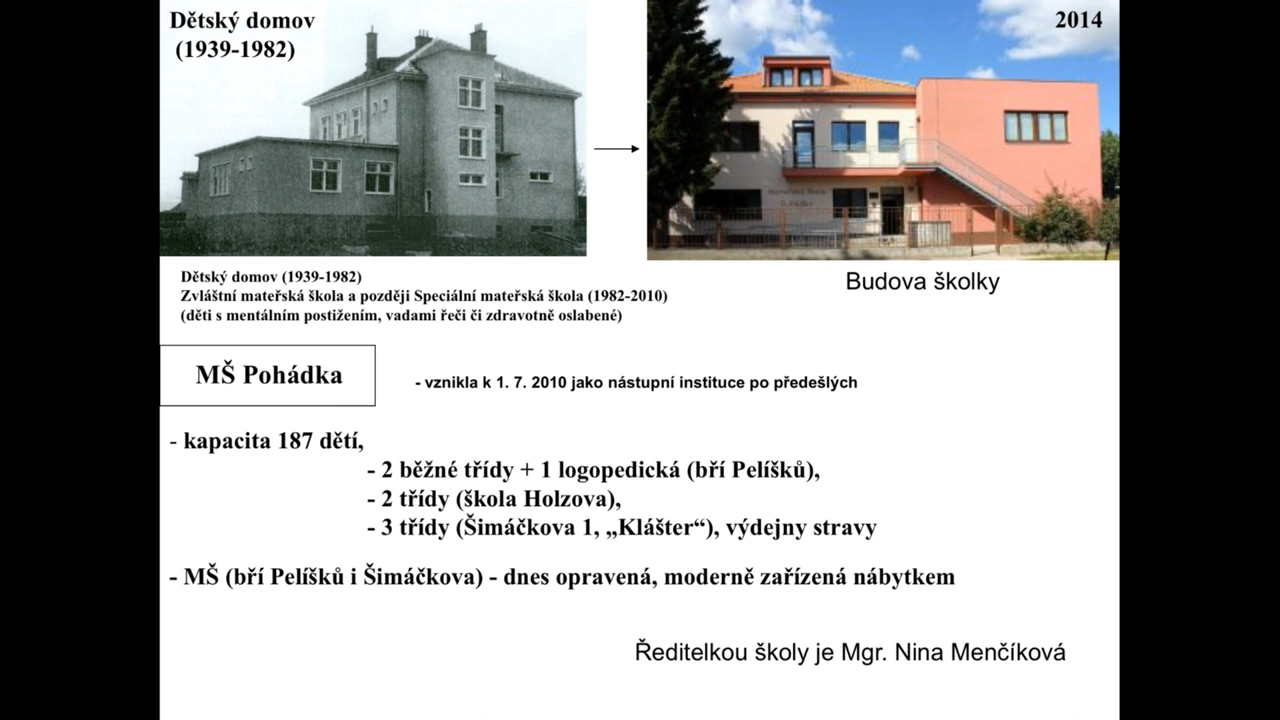 Dětský domov
(1939-1982)
2014
Dětský domov (1939-1982)
Zvláštní mateřská škola a později Speciální mateřská škola (1982-2010)
(děti s mentálním postižením, vadami řeči či zdravotně oslabené)
Budova školky
MŠ Pohádka
- vznikla k 1. 7. 2010 jako nástupní instituce po předešlých
- kapacita 187 dětí,
- 2 běžné třídy + 1 logopedická (bří Pelíšků),
- 2 třídy (škola Holzova),
- 3 třídy (Šimáčkova 1, „Klášter“), výdejny stravy
- MŠ (bří Pelíšků i Šimáčkova) - dnes opravená, moderně zařízená nábytkem
Ředitelkou školy je Mgr. Nina Menčíková